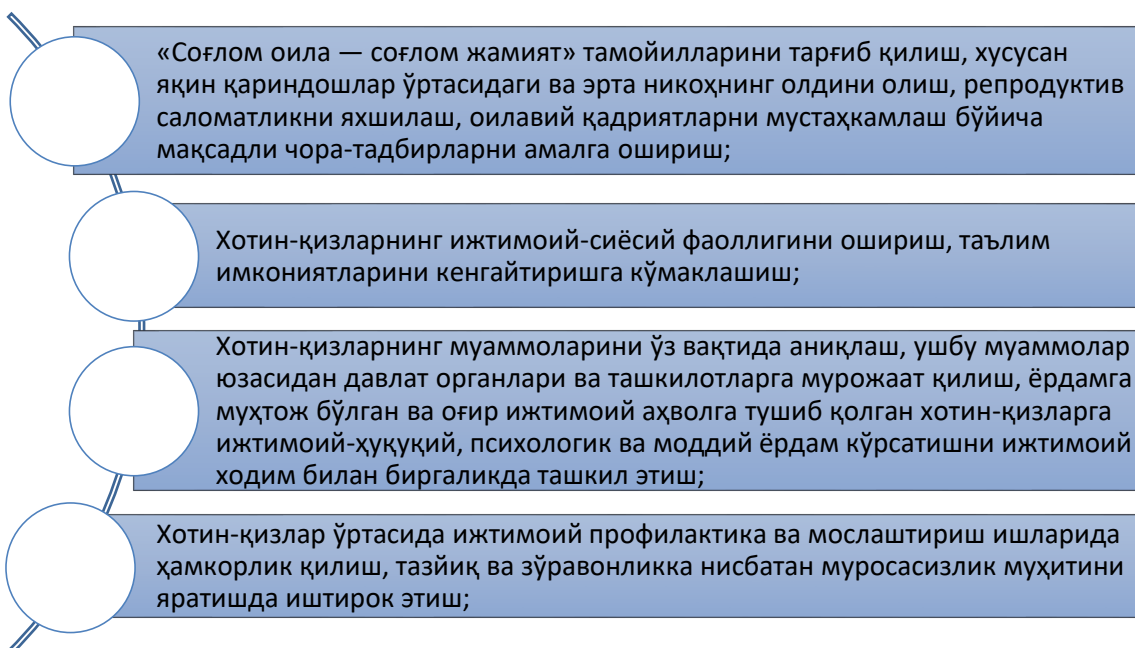 «Соғлом оила — соғлом жамият» тамойилларини тарғиб қилиш, хусусан
яқин қариндошлар ўртасидаги ва эрта никоҳнинг олдини олиш, репродуктив
саломатликни яхшилаш, оилавий қадриятларни мустаҳкамлаш бўйича
мақсадли чора-тадбирларни амалга ошириш;
Хотин-қизларнинг ижтимоий-сиёсий фаоллигини ошириш, таълим
имкониятларини кенгайтиришга кўмаклашиш;
Хотин-қизларнинг муаммоларини ўз вақтида аниқлаш, ушбу муаммолар
юзасидан давлат органлари ва ташкилотларга мурожаат қилиш, ёрдамга
муҳтож бўлган ва оғир ижтимоий аҳволга тушиб қолган хотин-қизларга
ижтимоий-ҳуқуқий, психологик ва моддий ёрдам кўрсатишни ижтимоий
ходим билан биргаликда ташкил этиш;
Хотин-қизлар ўртасида ижтимоий профилактика ва мослаштириш ишларида
ҳамкорлик қилиш, тазйиқ ва зўравонликка нисбатан муросасизлик муҳитини
яратишда иштирок этиш;